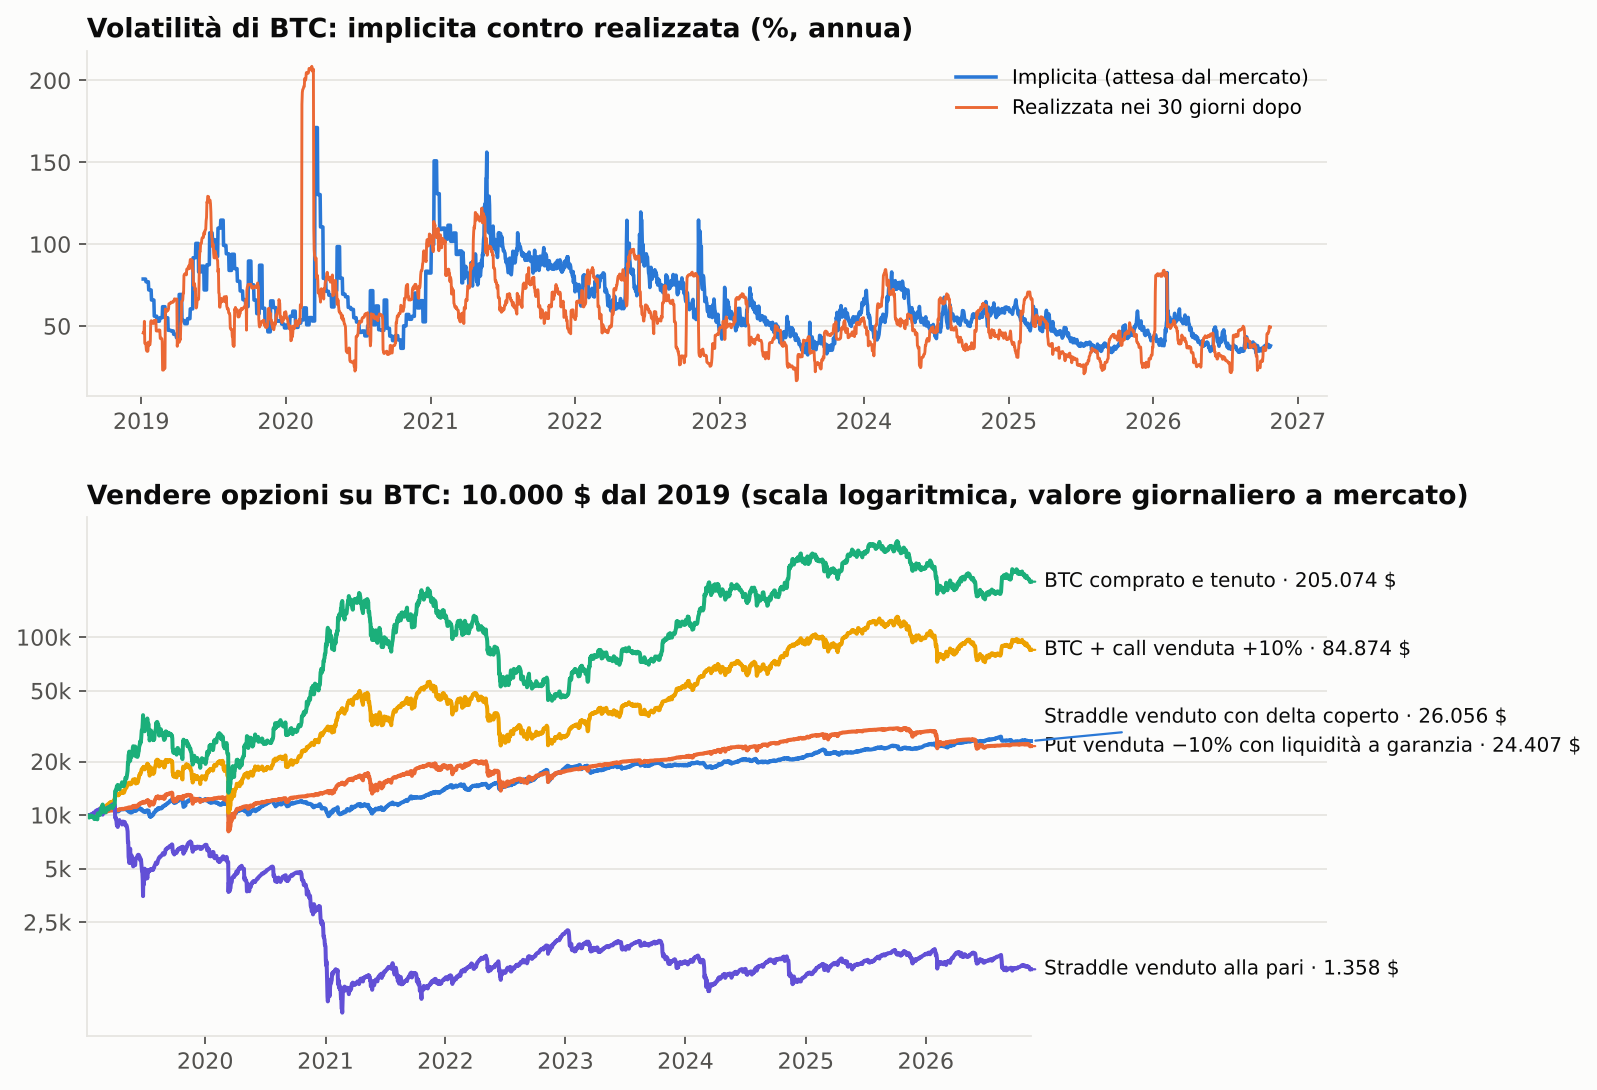 Volatilità di BTC: implicita contro realizzata (%, annua)
Implicita (attesa dal mercato)
Realizzata nei 30 giorni dopo
200
150
100
50
2019 2020 2021 2022 2023 2024 2025 2026 2027
Vendere opzioni su BTC: 10.000 $ dal 2019 (scala logaritmica, valore giornaliero a mercato)
BTC comprato e tenuto · 205.074 $
100k
BTC + call venduta +10% · 84.874 $
50k
Straddle venduto con delta coperto · 26.056 $
Put venduta −10% con liquidità a garanzia · 24.407 $
20k
10k
5k
2,5k
Straddle venduto alla pari · 1.358 $
2020 2021 2022 2023 2024 2025 2026